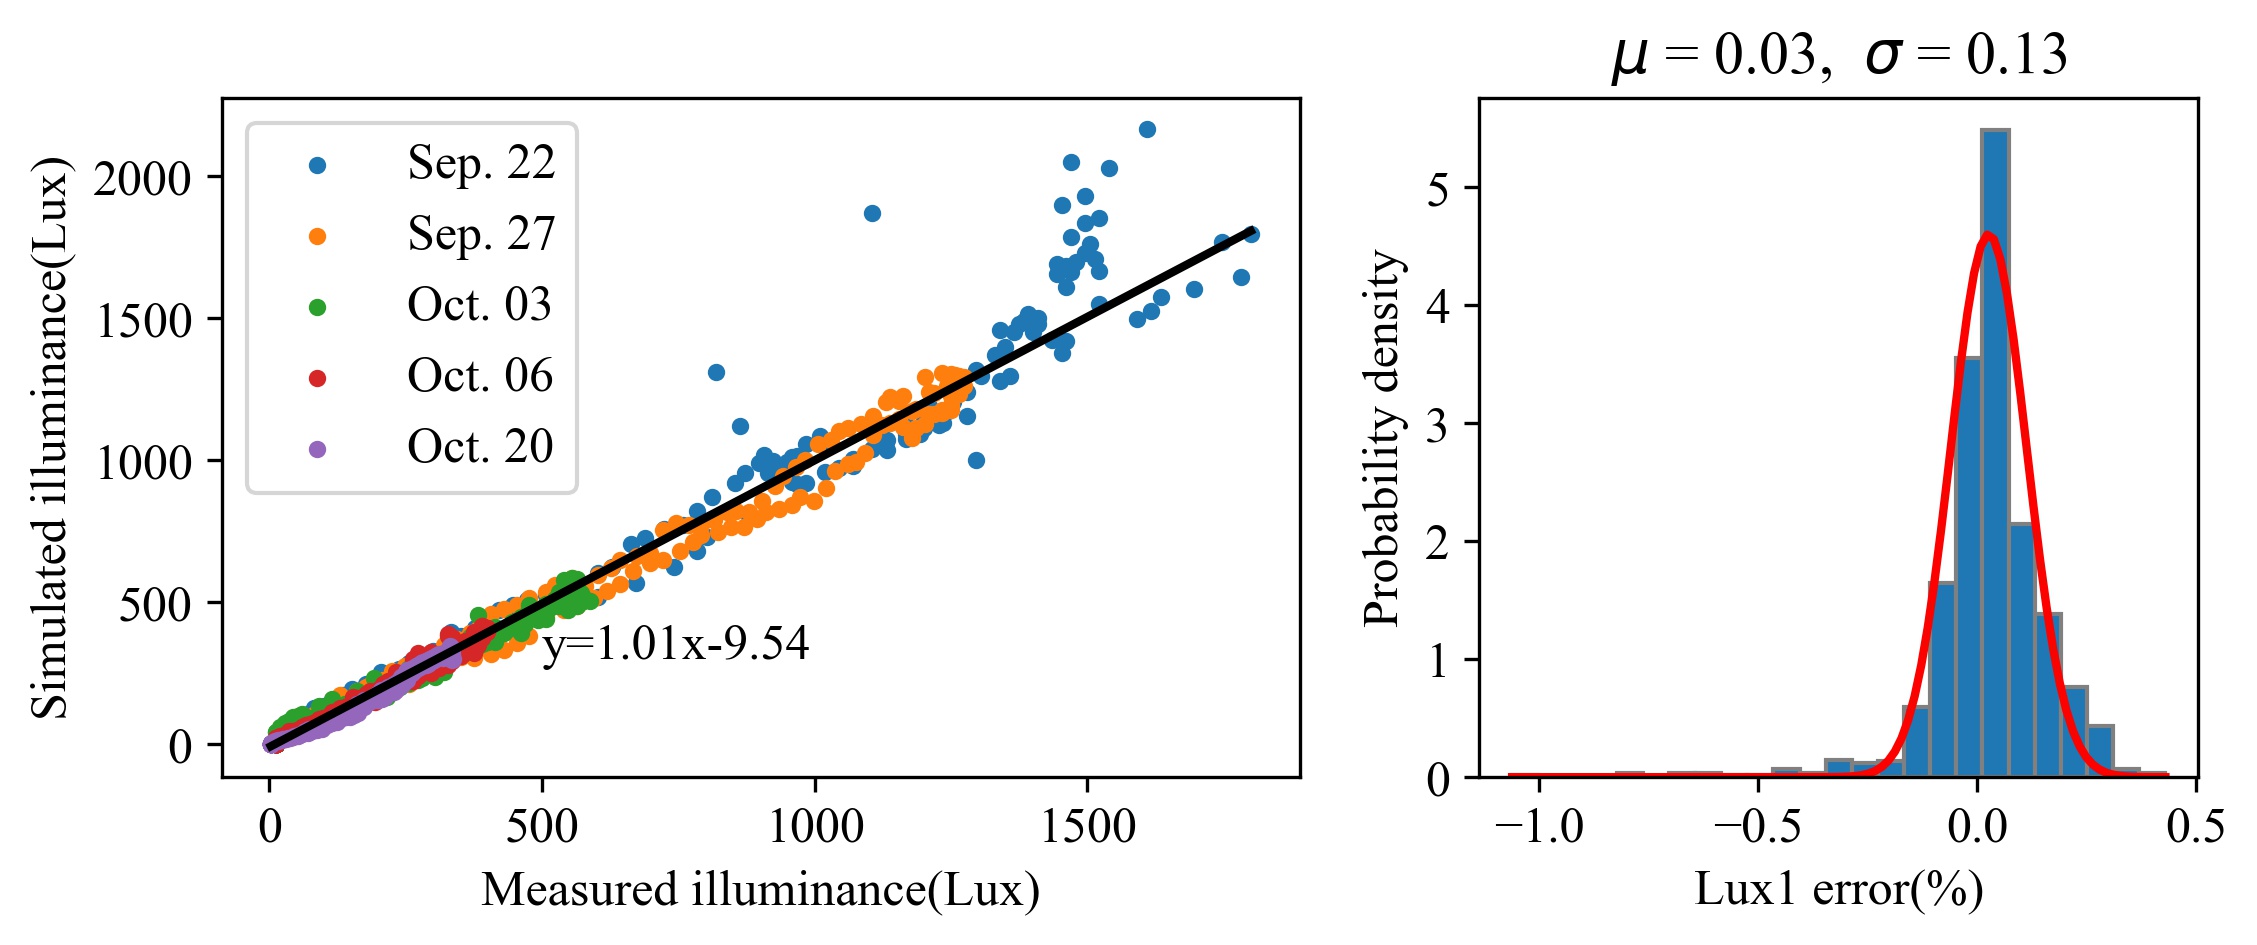 μ = 0.03, σ = 0.13
Sep. 22
Sep. 27
Oct. 03
Oct. 06
Oct. 20
y=1.01x-9.54
Simulated illuminance(Lux)
2000
1500
1000
500
0
0 500 1000 1500
Measured illuminance(Lux)
Probability density
5
4
3
2
1
0
−1.0 −0.5 0.0 0.5
Lux1 error(%)